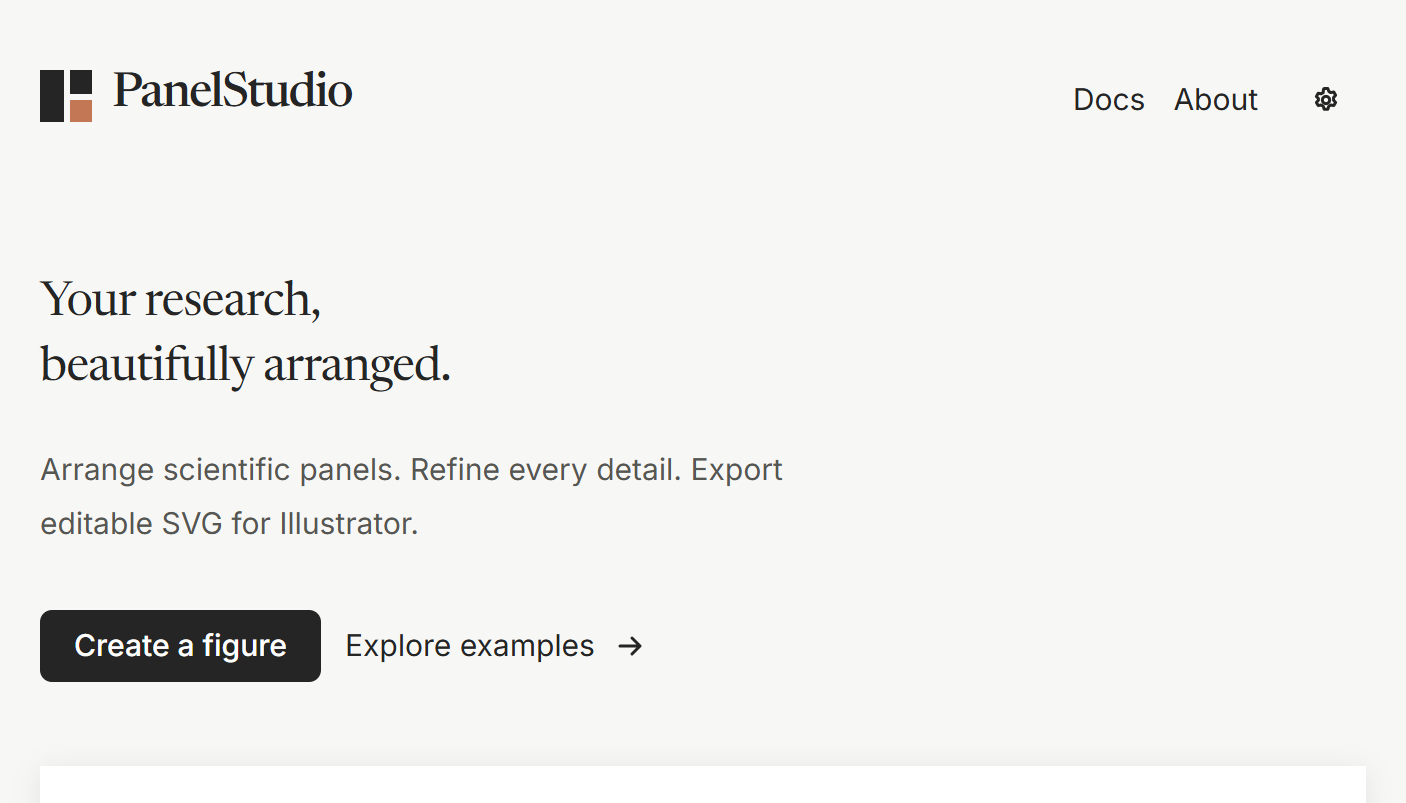 PanelStudio
Docs About
Your research,
beautifully arranged.
Arrange scientific panels. Refine every detail. Export
editable SVG for Illustrator.
Create a figure Explore examples →